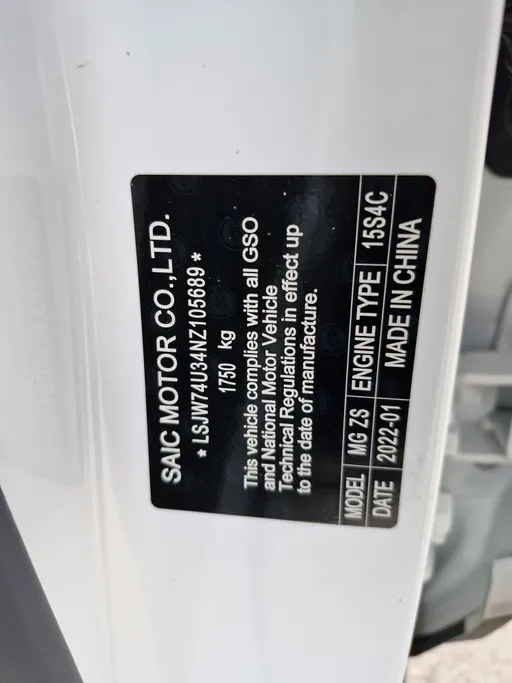 SAIC MOTOR CO.,LTD.
* LSJW74U34NZ105689 *
1750 kg
This vehicle complies with all GSO
and National Motor Vehicle
Technical Regulations in effect up
to the date of manufacture.
MODEL MG ZS ENGINE TYPE 15S4C
DATE 2022-01 MADE IN CHINA